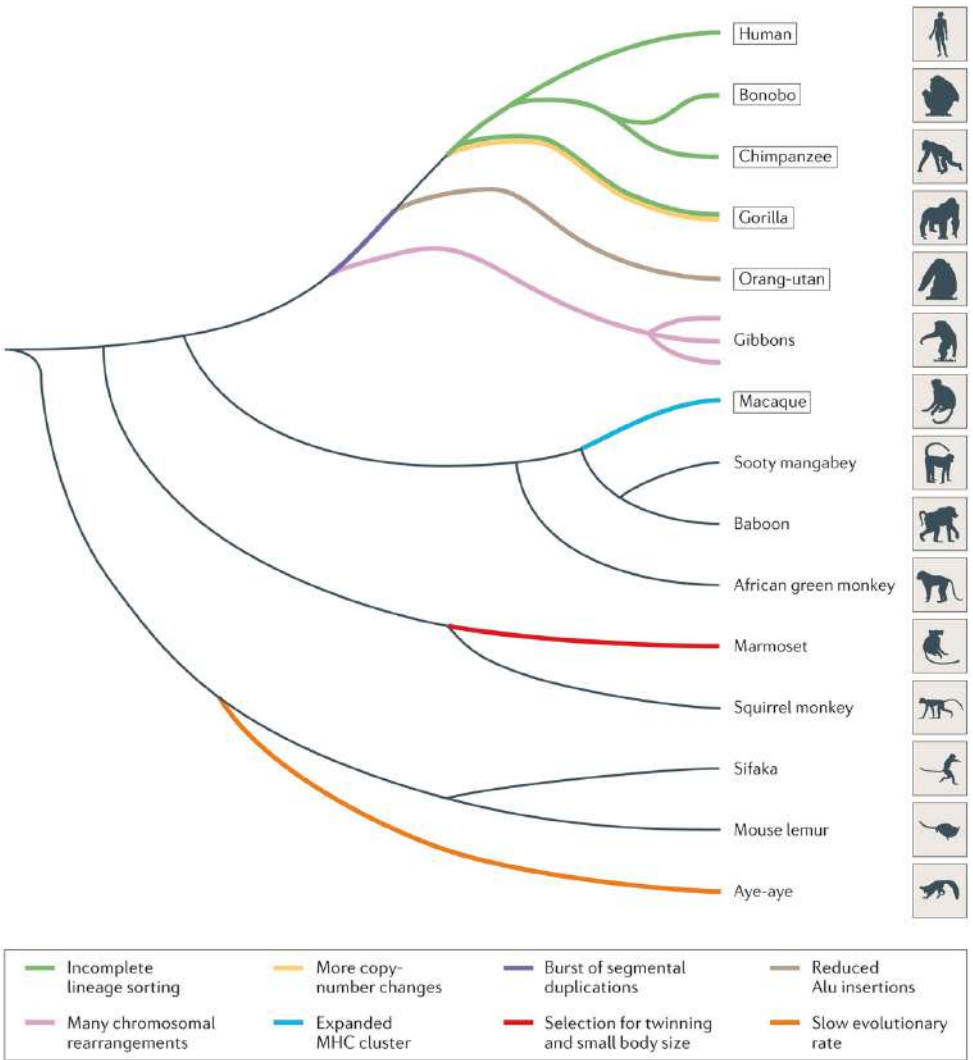 Human
Bonobo
Chimpanzee
Gorilla
Orang-utan
Gibbons
Macaque
Sooty mangabey
Baboon
African green monkey
Marmoset
Squirrel monkey
Sifaka
Mouse lemur
Aye-aye
Incomplete
lineage sorting
More copy-
number changes
Burst of segmental
duplications
Reduced
Alu insertions
Many chromosomal
rearrangements
Expanded
MHC cluster
Selection for twinning
and small body size
Slow evolutionary
rate